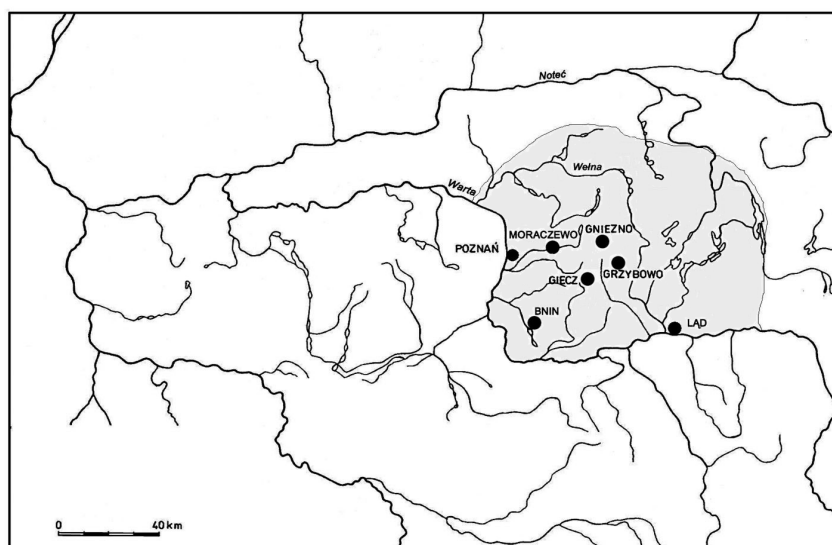 Noteć
Wełna
Warta
MORACZEWO
GNIEZNO
POZNAŃ
GRZYBOWO
GIECZ
BNIN
LĄD
0 40 km